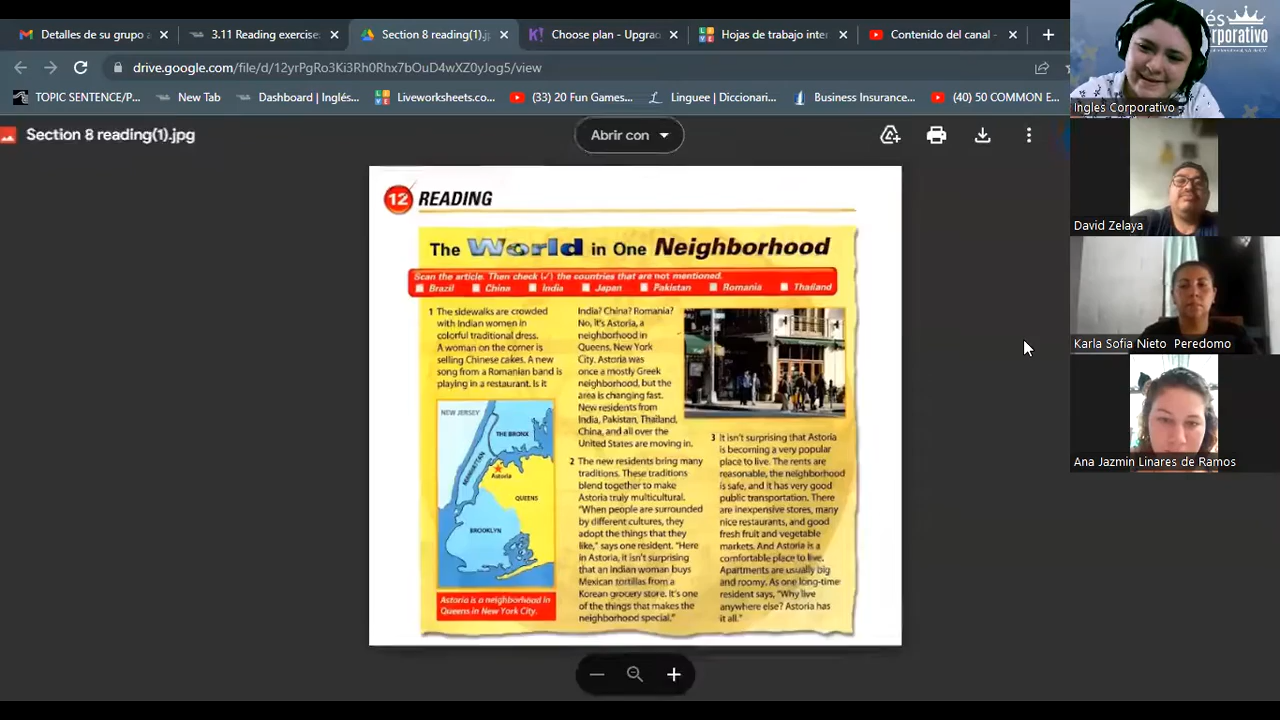 Detalles de su grupo a
3.11 Reading exercise
Section 8 reading(1).j
Choose plan - Upgra
Hojas de trabajo inter
Contenido del canal -
drive.google.com/file/d/12yrPgRo3Ki3Rh0Rhx7bOuD4wXZ0yJog5/view
TOPIC SENTENCE/P...
New Tab
Dashboard | Inglés...
Liveworksheets.co...
(33) 20 Fun Games...
Linguee | Diccionari...
Business Insurance...
(40) 50 COMMON E...
Section 8 reading(1).jpg
Abrir con
12 READING
The World in One Neighborhood
Scan the article. Then check (✓) the countries that are not mentioned.
Brazil China India Japan Pakistan Romania Thailand
1 The sidewalks are crowded
with Indian women in
colorful traditional dress.
A woman on the corner is
selling Chinese cakes. A new
song from a Romanian band is
playing in a restaurant. Is it
NEW JERSEY
THE BRONX
MANHATTAN
Astoria
QUEENS
BROOKLYN
Astoria is a neighborhood in
Queens in New York City.
India? China? Romania?
No, it's Astoria, a
neighborhood in
Queens, New York
City. Astoria was
once a mostly Greek
neighborhood, but the
area is changing fast.
New residents from
India, Pakistan, Thailand,
China, and all over the
United States are moving in.
2 The new residents bring many
traditions. These traditions
blend together to make
Astoria truly multicultural.
"When people are surrounded
by different cultures, they
adopt the things that they
like," says one resident. "Here
in Astoria, it isn't surprising
that an Indian woman buys
Mexican tortillas from a
Korean grocery store. It's one
of the things that makes the
neighborhood special."
3 It isn't surprising that Astoria
is becoming a very popular
place to live. The rents are
reasonable, the neighborhood
is safe, and it has very good
public transportation. There
are inexpensive stores, many
nice restaurants, and good
fresh fruit and vegetable
markets. And Astoria is a
comfortable place to live.
Apartments are usually big
and roomy. As one long-time
resident says, "Why live
anywhere else? Astoria has
it all."
Ingles Corporativo
David Zelaya
Karla Sofia Nieto Peredomo
Ana Jazmin Linares de Ramos